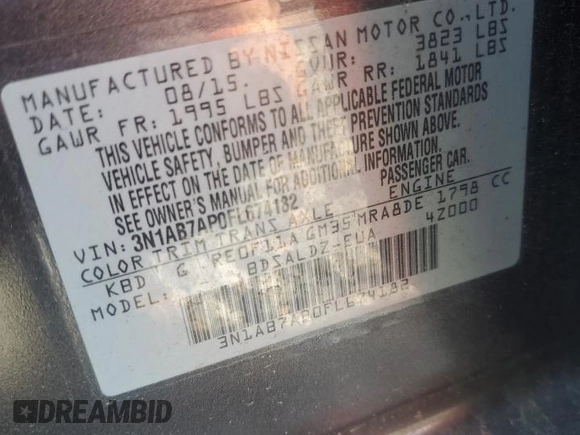 MANUFACTURED BY NISSAN MOTOR CO.,LTD.
DATE: 08/15. GVWR: 3823 LBS
GAWR FR: 1995 LBS GAWR RR: 1841 LBS
THIS VEHICLE CONFORMS TO ALL APPLICABLE FEDERAL MOTOR
VEHICLE SAFETY, BUMPER AND THEFT PREVENTION STANDARDS
IN EFFECT ON THE DATE OF MANUFACTURE SHOWN ABOVE.
SEE OWNER'S MANUAL FOR ADDITIONAL INFORMATION.
VIN: 3N1AB7AP0FL674132 PASSENGER CAR.
COLOR TRIM TRANS AXLE ENGINE
KBD G RE0F11A GM35 MRA8DE 1798 CC
MODEL: BDSALDZ-EUA 4Z000
3N1AB7AP0FL674132
DREAMBID